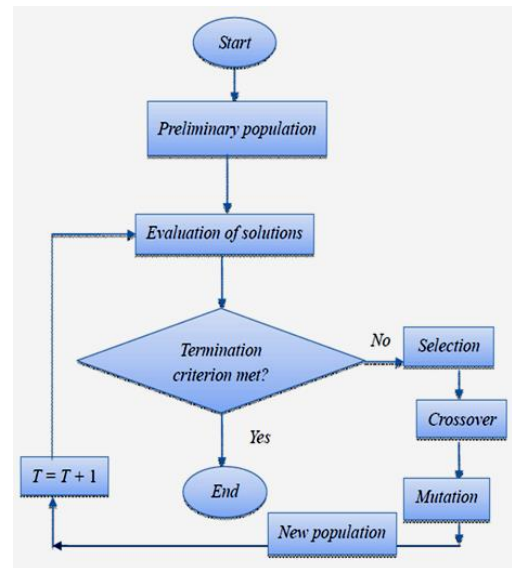 Start
Preliminary population
Evaluation of solutions
Termination
criterion met?
No
Selection
Crossover
Yes
Mutation
T = T + 1
End
New population